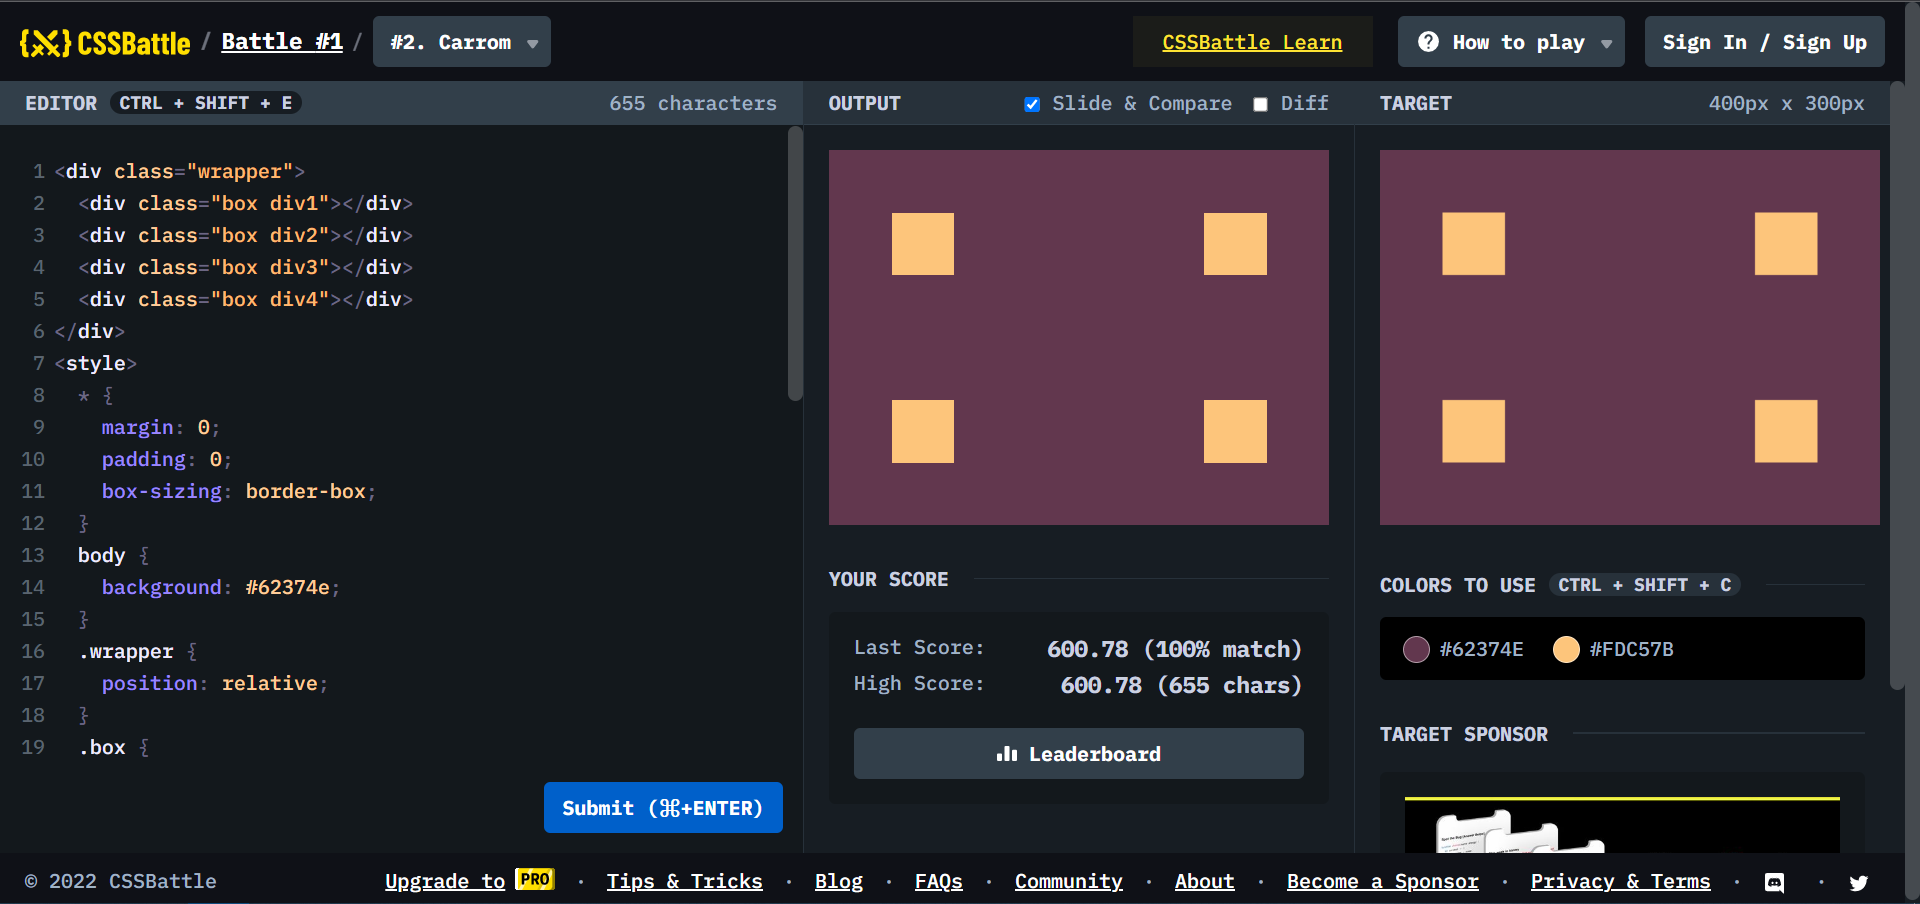 CSSBattle / Battle #1 / #2. Carrom
CSSBattle Learn
How to play
Sign In / Sign Up
EDITOR CTRL + SHIFT + E 655 characters
1 <div class="wrapper">
2 <div class="box div1"></div>
3 <div class="box div2"></div>
4 <div class="box div3"></div>
5 <div class="box div4"></div>
6 </div>
7 <style>
8 * {
9 margin: 0;
10 padding: 0;
11 box-sizing: border-box;
12 }
13 body {
14 background: #62374e;
15 }
16 .wrapper {
17 position: relative;
18 }
19 .box {
Submit (⌘+ENTER)
OUTPUT Slide & Compare Diff
YOUR SCORE
Last Score: 600.78 (100% match)
High Score: 600.78 (655 chars)
Leaderboard
TARGET 400px x 300px
COLORS TO USE CTRL + SHIFT + C
#62374E #FDC57B
TARGET SPONSOR
© 2022 CSSBattle
Upgrade to PRO · Tips & Tricks · Blog · FAQs · Community · About · Become a Sponsor · Privacy & Terms · ·